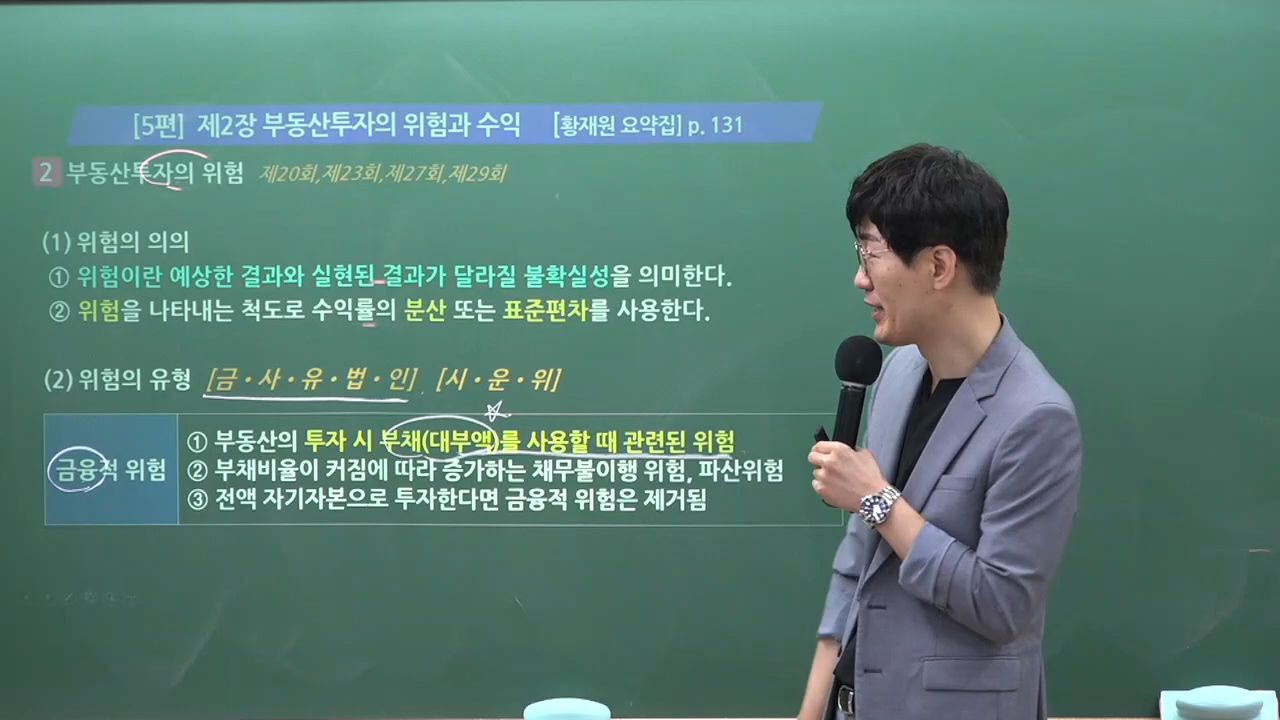 [5편] 제2장 부동산투자의 위험과 수익 [황재원 요약집] p. 131
2 부동산투자의 위험 제20회,제23회,제27회,제29회
(1) 위험의 의의
① 위험이란 예상한 결과와 실현된 결과가 달라질 불확실성을 의미한다.
② 위험을 나타내는 척도로 수익률의 분산 또는 표준편차를 사용한다.
(2) 위험의 유형 [금·사·유·법·인] [시·운·위]
금융적 위험
① 부동산의 투자 시 부채(대부액)를 사용할 때 관련된 위험
② 부채비율이 커짐에 따라 증가하는 채무불이행 위험, 파산위험
③ 전액 자기자본으로 투자한다면 금융적 위험은 제거됨